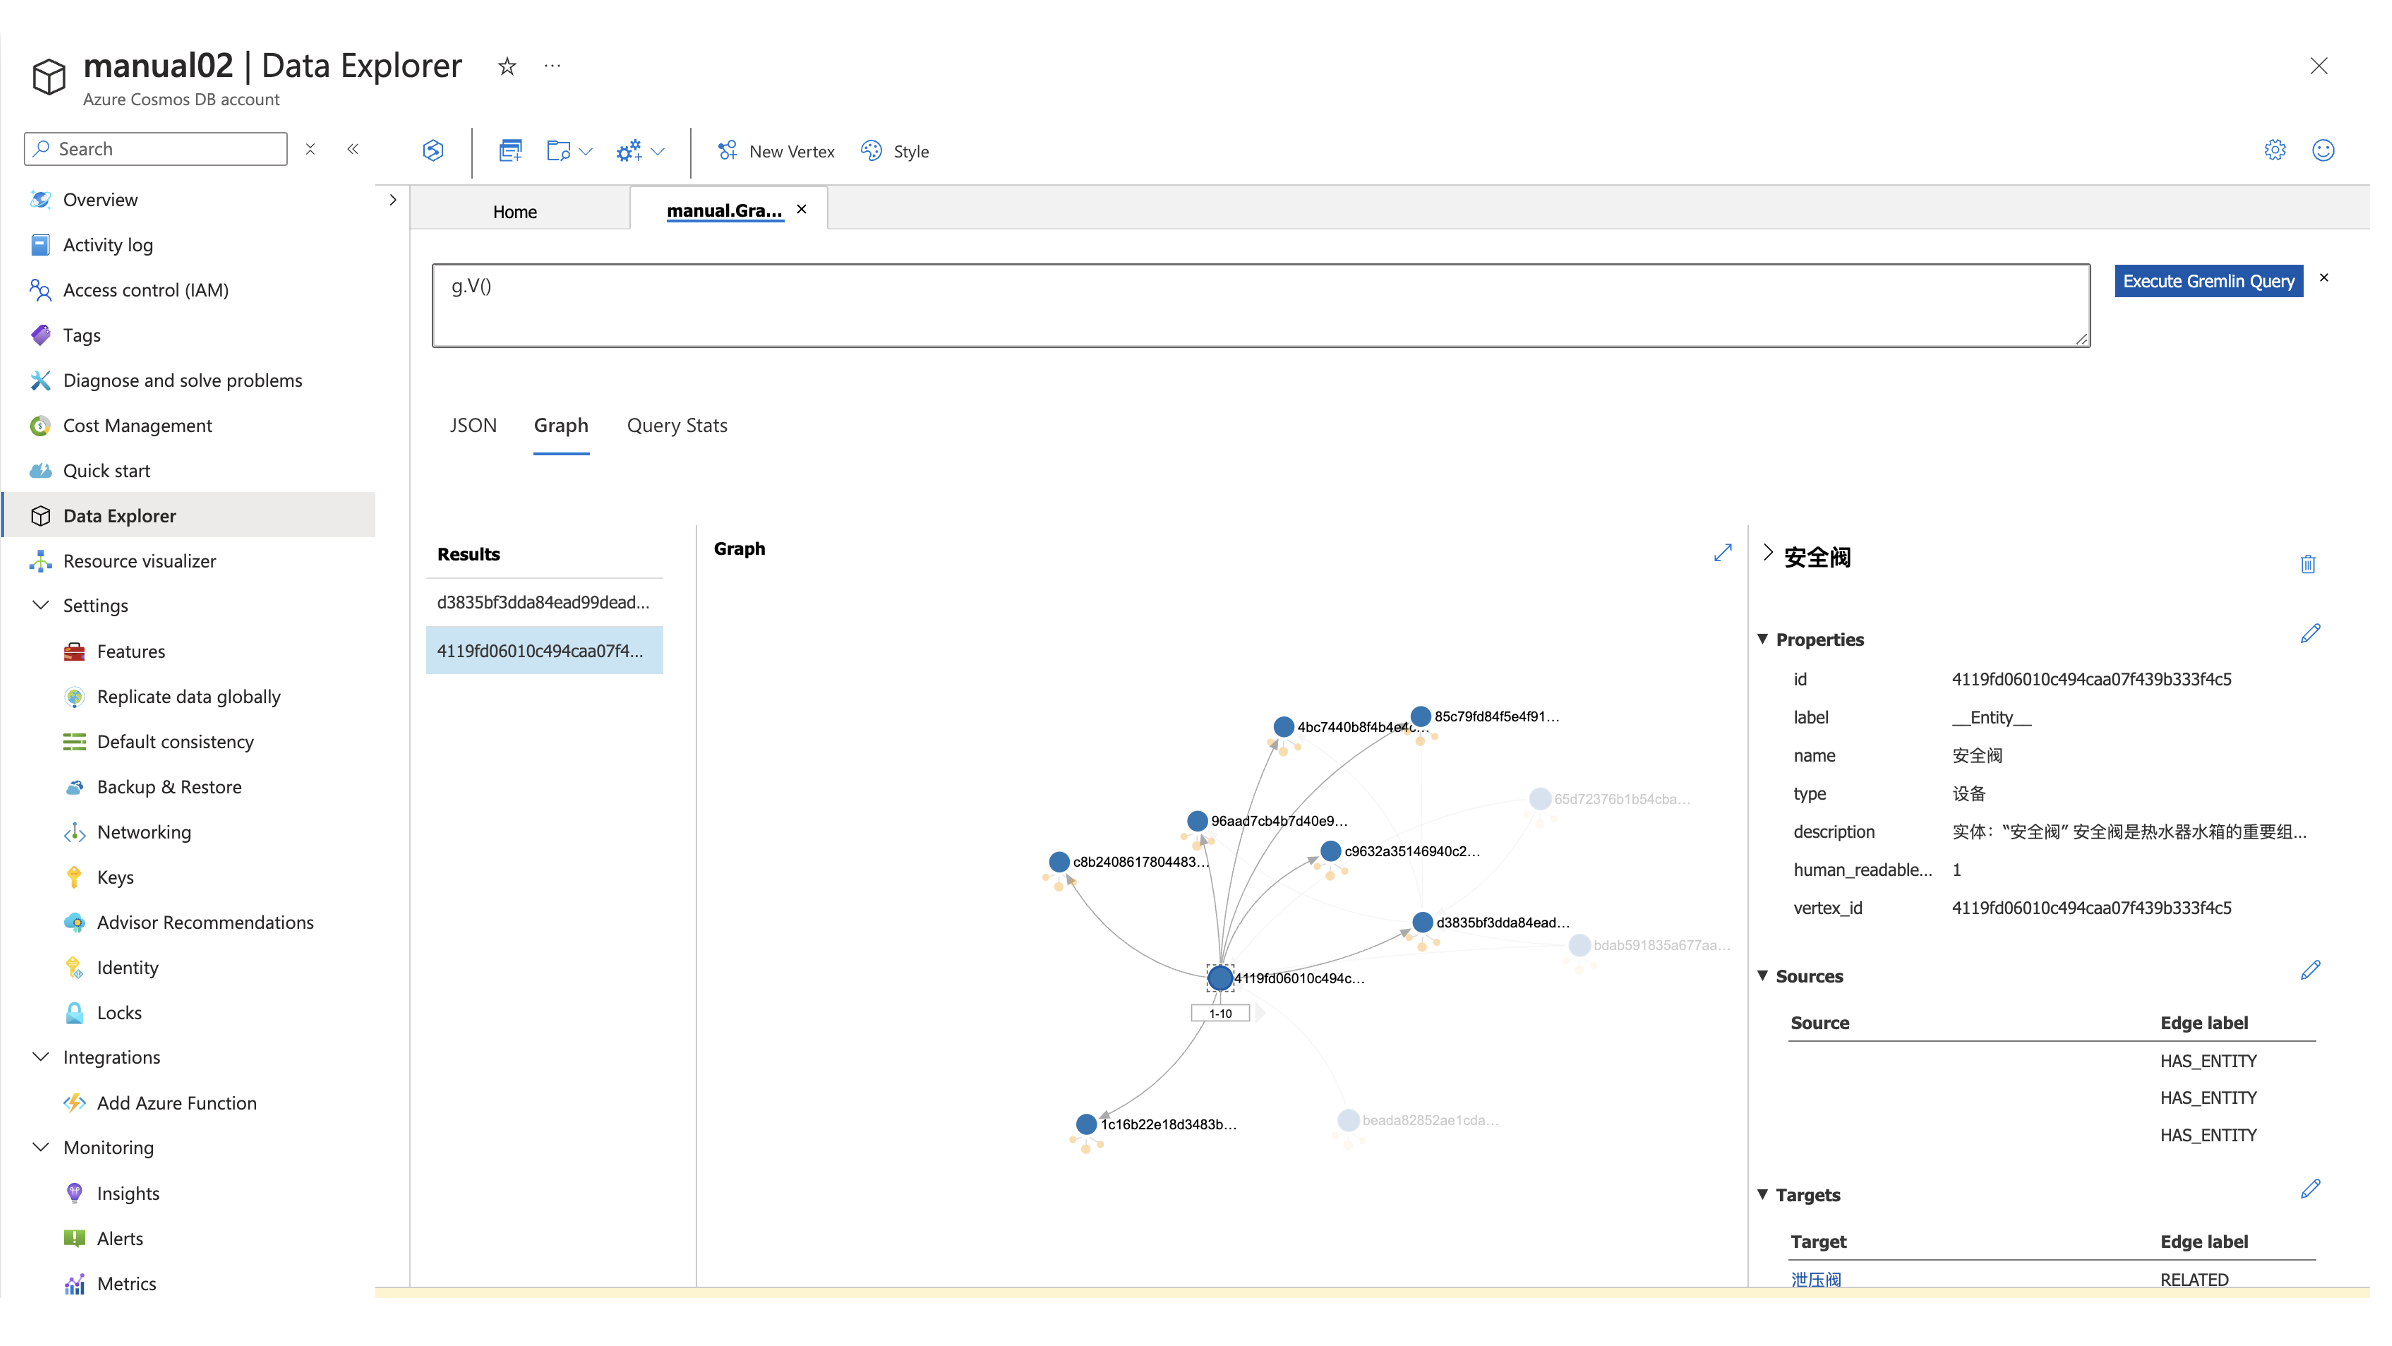 manual02 | Data Explorer
Azure Cosmos DB account
Search
Overview
Activity log
Access control (IAM)
Tags
Diagnose and solve problems
Cost Management
Quick start
Data Explorer
Resource visualizer
Settings
Features
Replicate data globally
Default consistency
Backup & Restore
Networking
Keys
Advisor Recommendations
Identity
Locks
Integrations
Add Azure Function
Monitoring
Insights
Alerts
Metrics
New Vertex
Style
Home
manual.Gra...
g.V()
Execute Gremlin Query
JSON
Graph
Query Stats
Results
d3835bf3dda84ead99dead...
4119fd06010c494caa07f4...
Graph
4bc7440b8f4b4e4c...
85c79fd84f5e4f91...
65d72376b1b54cba...
96aad7cb4b7d40e9...
c9632a35146940c2...
c8b2408617804483...
d3835bf3dda84ead...
bdab591835a677aa...
4119fd06010c494c...
1-10
1c16b22e18d3483b...
beada82852ae1cda...
安全阀
Properties
id 4119fd06010c494caa07f439b333f4c5
label __Entity__
name 安全阀
type 设备
description 实体：“安全阀” 安全阀是热水器水箱的重要组...
human_readable... 1
vertex_id 4119fd06010c494caa07f439b333f4c5
Sources
Source Edge label
HAS_ENTITY
HAS_ENTITY
HAS_ENTITY
Targets
Target Edge label
泄压阀 RELATED